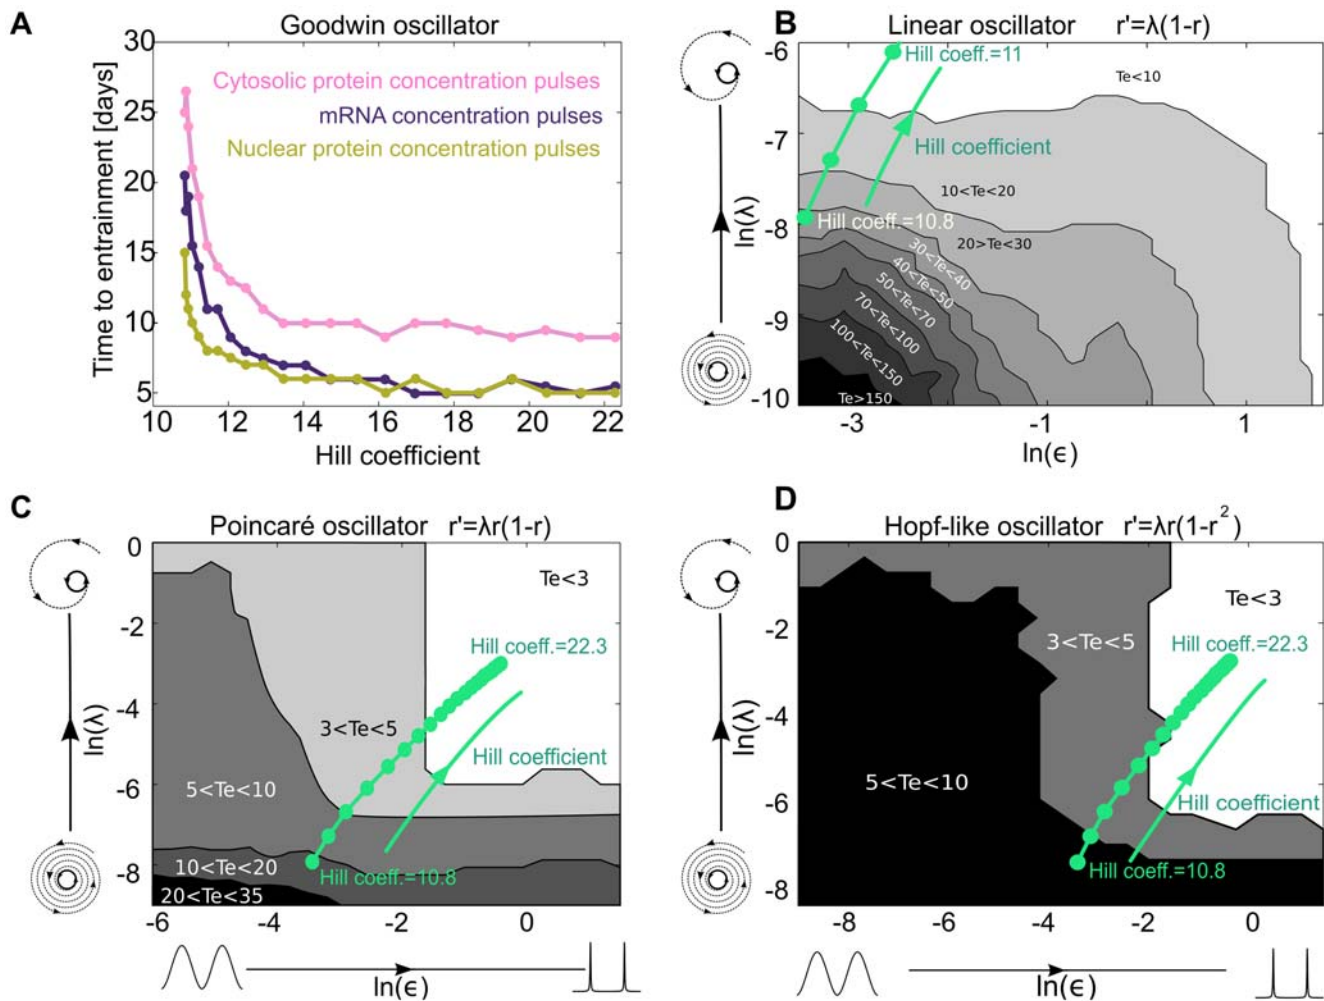 A
Goodwin oscillator
Time to entrainment [days]
30
25
20
15
10
5
Cytosolic protein concentration pulses
mRNA concentration pulses
Nuclear protein concentration pulses
10 12 14 16 18 20 22
Hill coefficient
B
Linear oscillator r'=λ(1-r)
ln(λ)
-6
-7
-8
-9
-10
Hill coeff.=11
Te<10
Hill coefficient
10<Te<20
Hill coeff.=10.8
20>Te<30
30<Te<40
40<Te<50
50<Te<70
70<Te<100
100<Te<150
Te>150
-3 -1 1
ln(ϵ)
C
Poincaré oscillator r'=λr(1-r)
ln(λ)
0
-2
-4
-6
-8
Te<3
Hill coeff.=22.3
3<Te<5
Hill coefficient
5<Te<10
10<Te<20
Hill coeff.=10.8
20<Te<35
-6 -4 -2 0
ln(ϵ)
D
Hopf-like oscillator r'=λr(1-r²)
ln(λ)
0
-2
-4
-6
-8
Te<3
3<Te<5
Hill coeff.=22.3
5<Te<10
Hill coefficient
Hill coeff.=10.8
-8 -6 -4 -2 0
ln(ϵ)